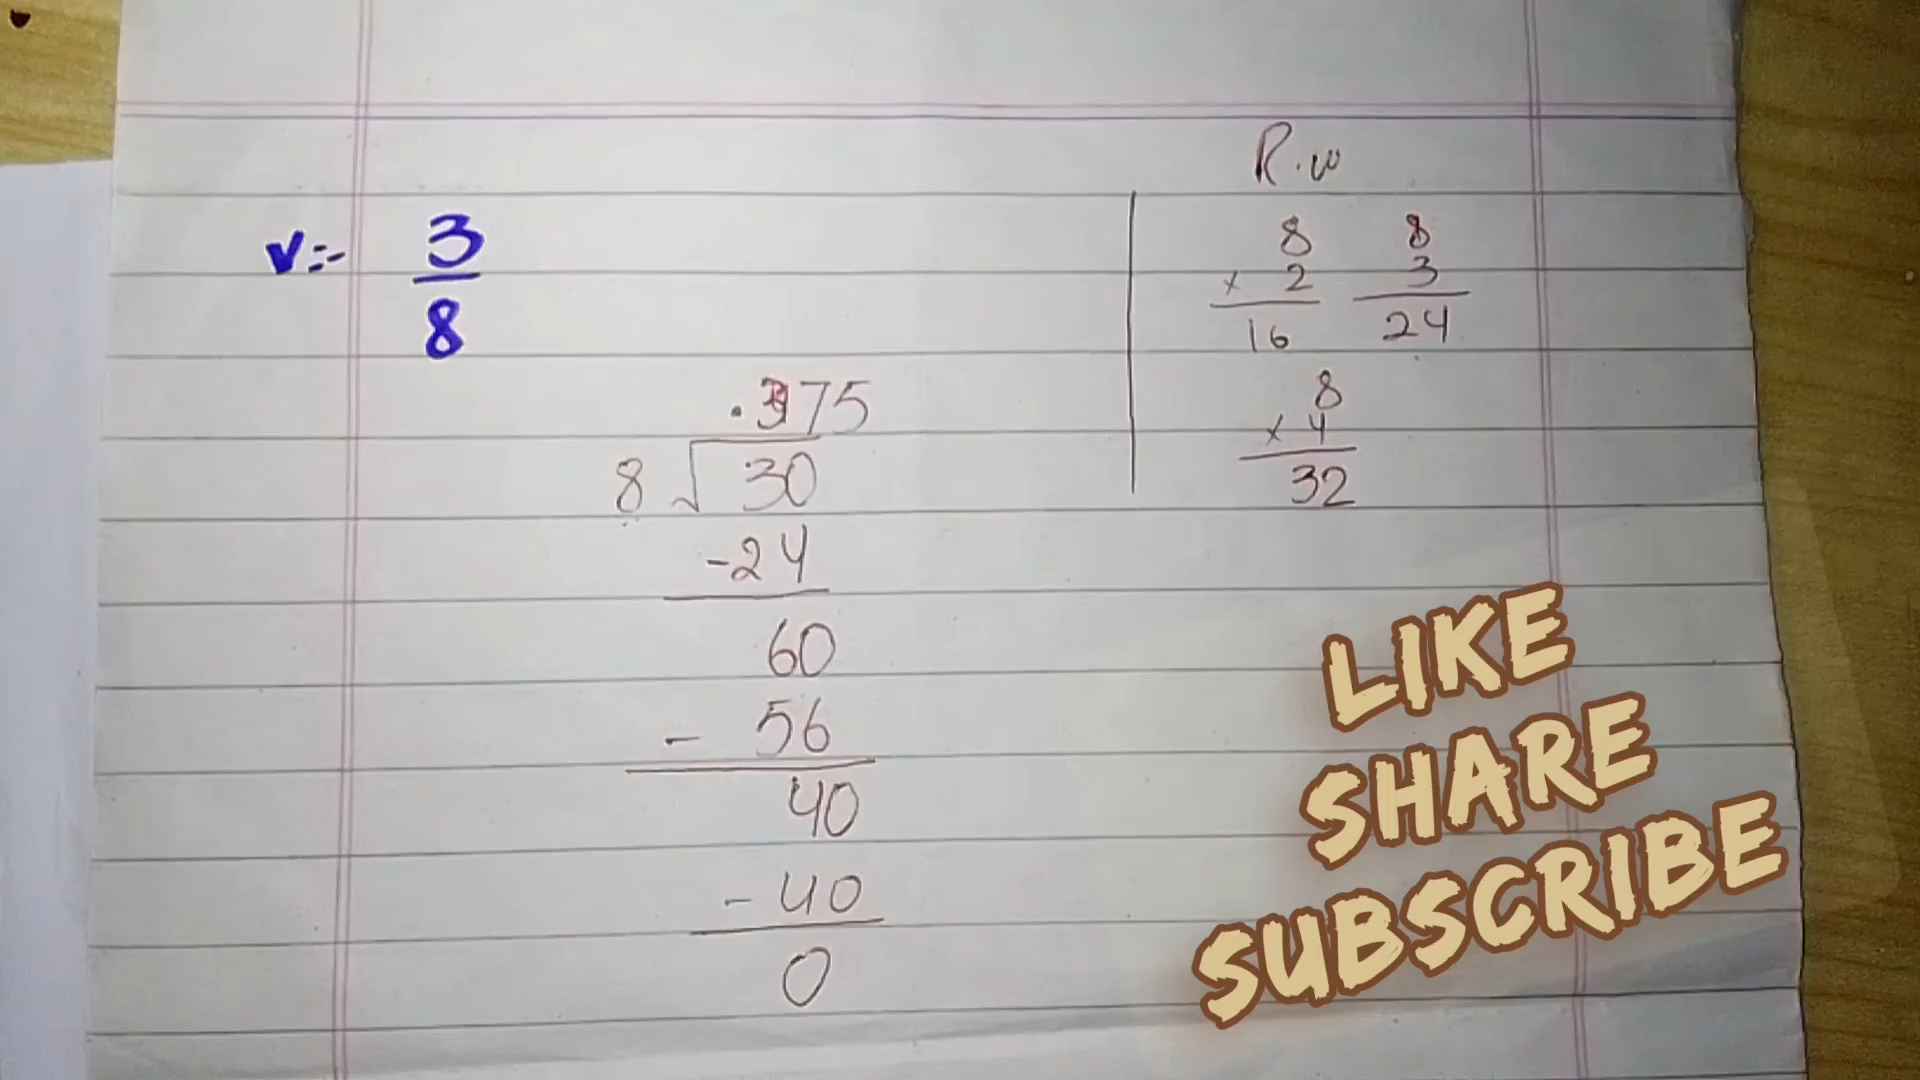 v:- 3/8
.375
8 √30
-24
60
- 56
40
- 40
0
R.w
8 8
x 2 3
16 24
8
x 4
32
LIKE
SHARE
SUBSCRIBE